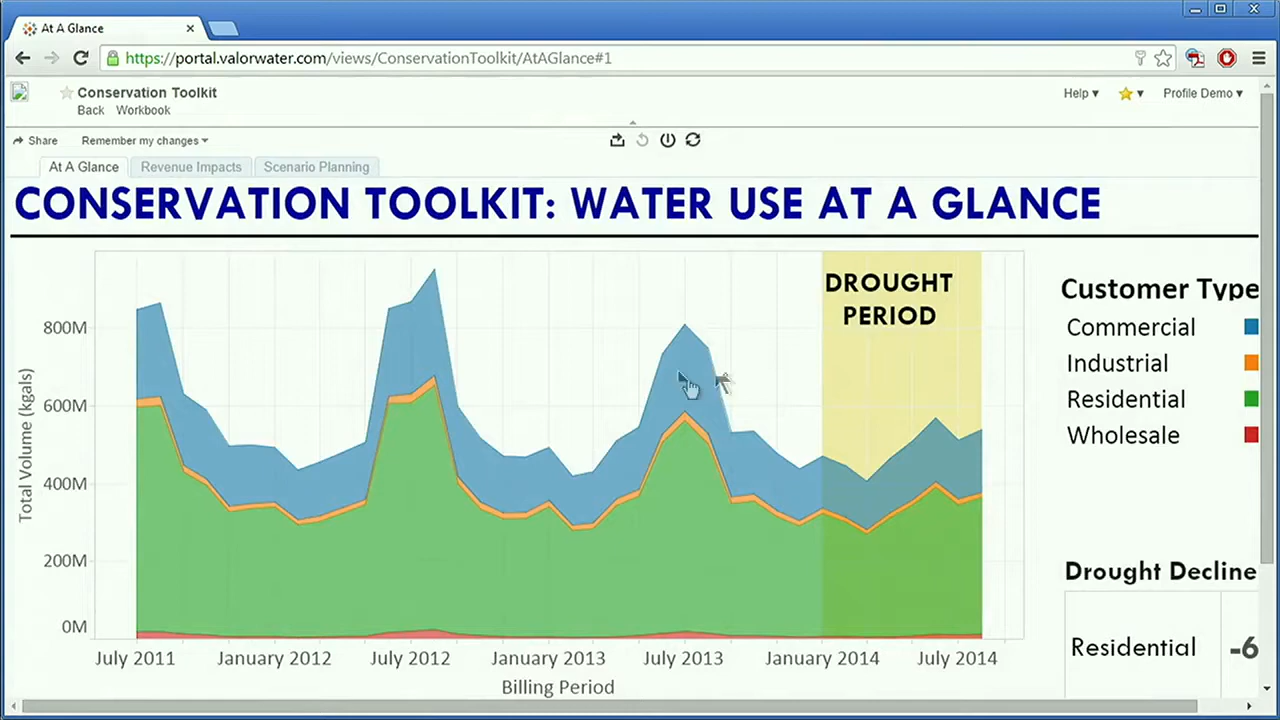 At A Glance
https://portal.valorwater.com/views/ConservationToolkit/AtAGlance#1
Conservation Toolkit
Help
Profile Demo
Back Workbook
Share Remember my changes
At A Glance Revenue Impacts Scenario Planning
CONSERVATION TOOLKIT: WATER USE AT A GLANCE
DROUGHT
PERIOD
Customer Type
Commercial
Industrial
Residential
Wholesale
Total Volume (kgals)
800M
600M
400M
200M
0M
July 2011 January 2012 July 2012 January 2013 July 2013 January 2014 July 2014
Billing Period
Drought Decline
Residential -6